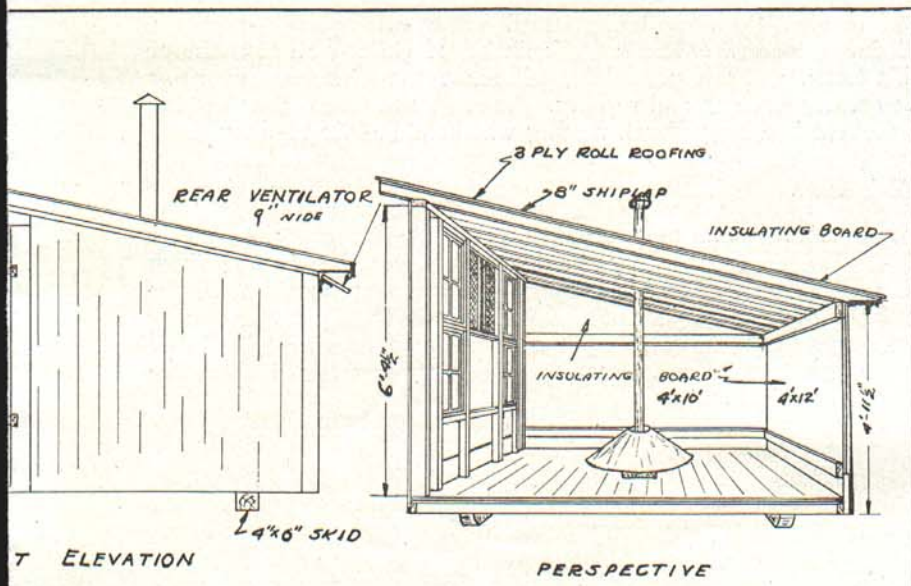 3 PLY ROLL ROOFING.
8" SHIPLAP
REAR VENTILATOR
9" WIDE
INSULATING BOARD
6'-4½"
INSULATING BOARD
4'x10'
4'x12'
4'-11½"
4"x6" SKID
T ELEVATION
PERSPECTIVE